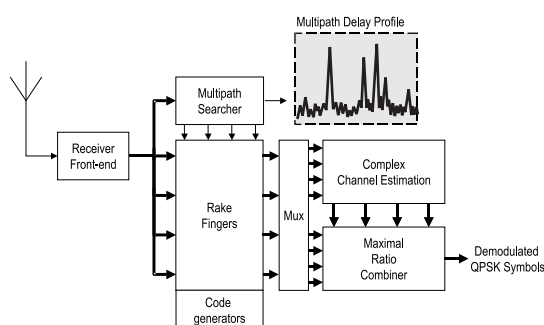 Multipath Delay Profile
Multipath
Searcher
Receiver
Front-end
Rake
Fingers
Mux
Complex
Channel Estimation
Maximal
Ratio
Combiner
Demodulated
QPSK Symbols
Code
generators